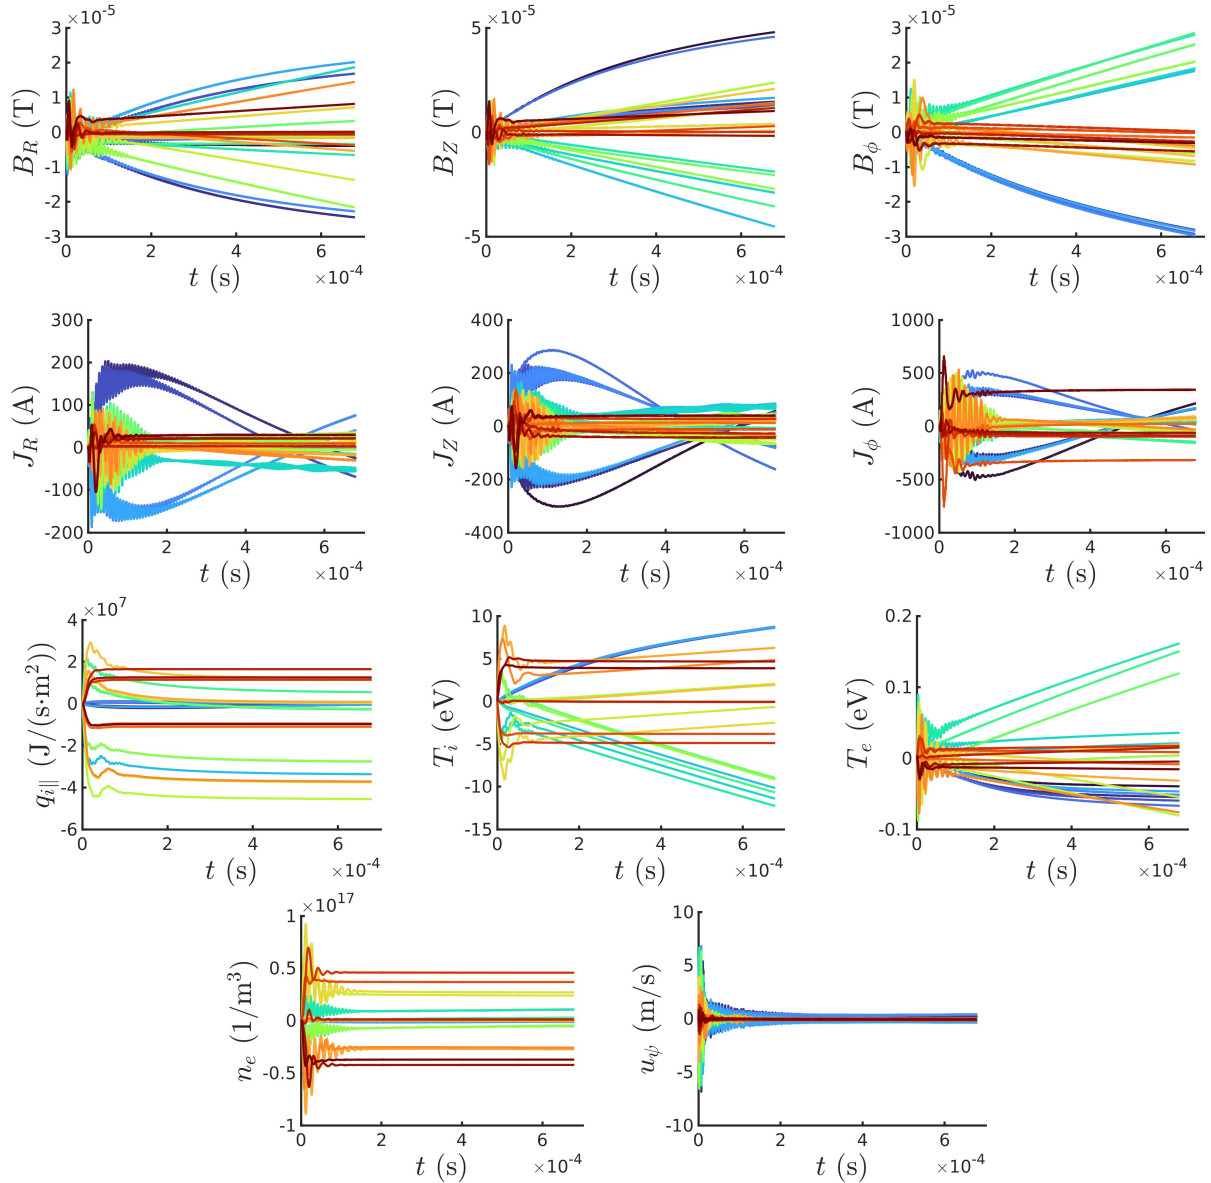 ×10⁻⁵ ×10⁻⁵ ×10⁻⁵
3 2 1 0 -1 -2 -3
B_R (T)
0 2 4 6
t (s) ×10⁻⁴
5 0 -5
B_Z (T)
0 2 4 6
t (s) ×10⁻⁴
3 2 1 0 -1 -2 -3
B_ϕ (T)
0 2 4 6
t (s) ×10⁻⁴
300 200 100 0 -100 -200
J_R (A)
0 2 4 6
t (s) ×10⁻⁴
400 200 0 -200 -400
J_Z (A)
0 2 4 6
t (s) ×10⁻⁴
1000 500 0 -500 -1000
J_ϕ (A)
0 2 4 6
t (s) ×10⁻⁴
×10⁷
4 2 0 -2 -4 -6
q_{i||} (J/(s·m²))
0 2 4 6
t (s) ×10⁻⁴
10 5 0 -5 -10 -15
T_i (eV)
0 2 4 6
t (s) ×10⁻⁴
0.2 0.1 0 -0.1
T_e (eV)
0 2 4 6
t (s) ×10⁻⁴
×10¹⁷
1 0.5 0 -0.5 -1
n_e (1/m³)
0 2 4 6
t (s) ×10⁻⁴
10 5 0 -5 -10
u_ψ (m/s)
0 2 4 6
t (s) ×10⁻⁴